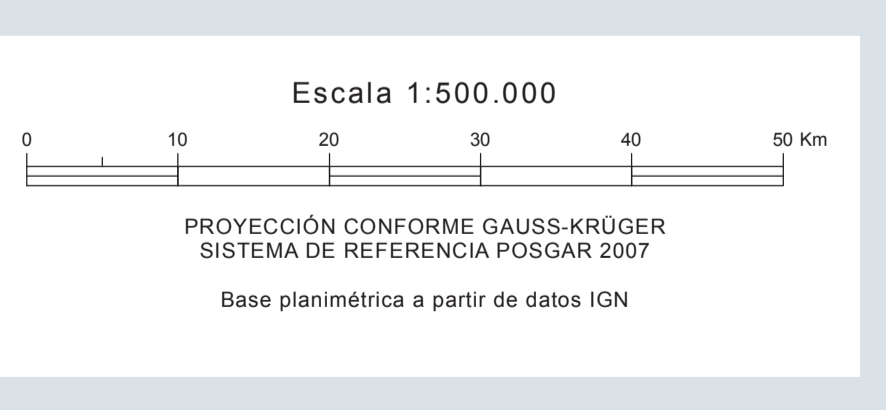 Escala 1:500.000
0 10 20 30 40 50 Km
PROYECCIÓN CONFORME GAUSS-KRÜGER
SISTEMA DE REFERENCIA POSGAR 2007
Base planimétrica a partir de datos IGN